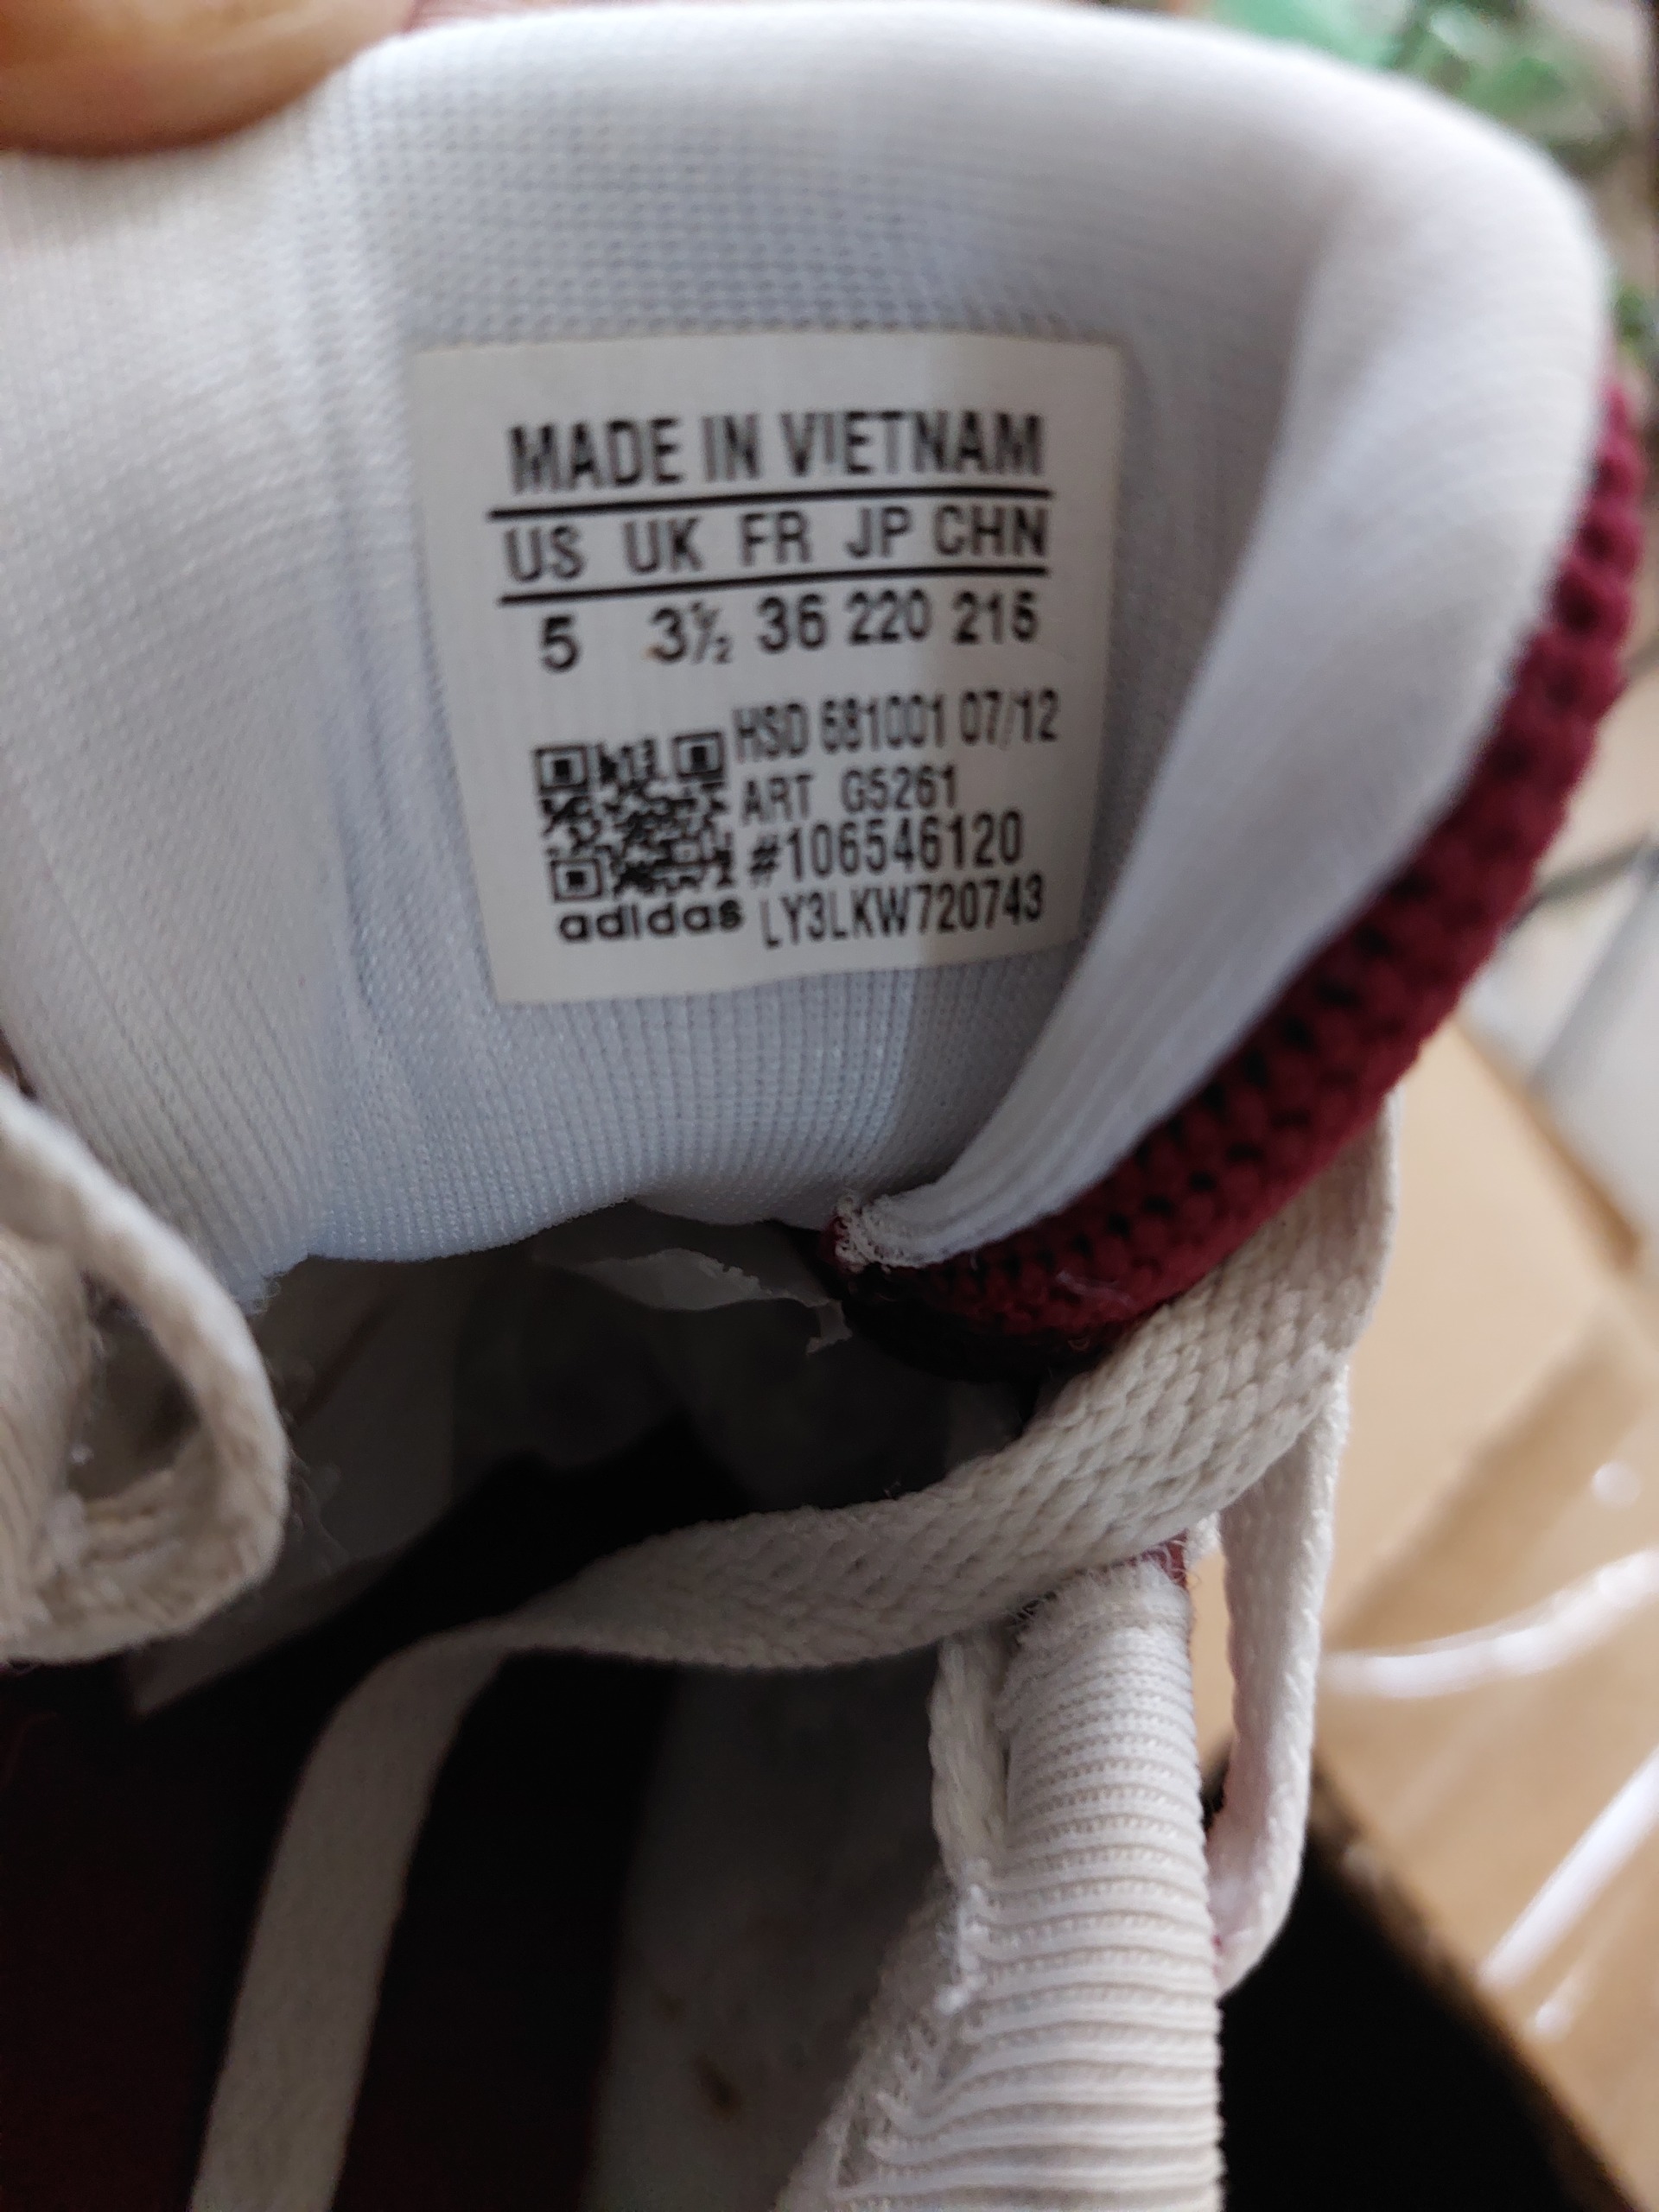 MADE IN VIETNAM
US UK FR JP CHN
5 3½ 36 220 215
HSD 681001 07/12
ART G5261
#106546120
adidas LY3LKW720743